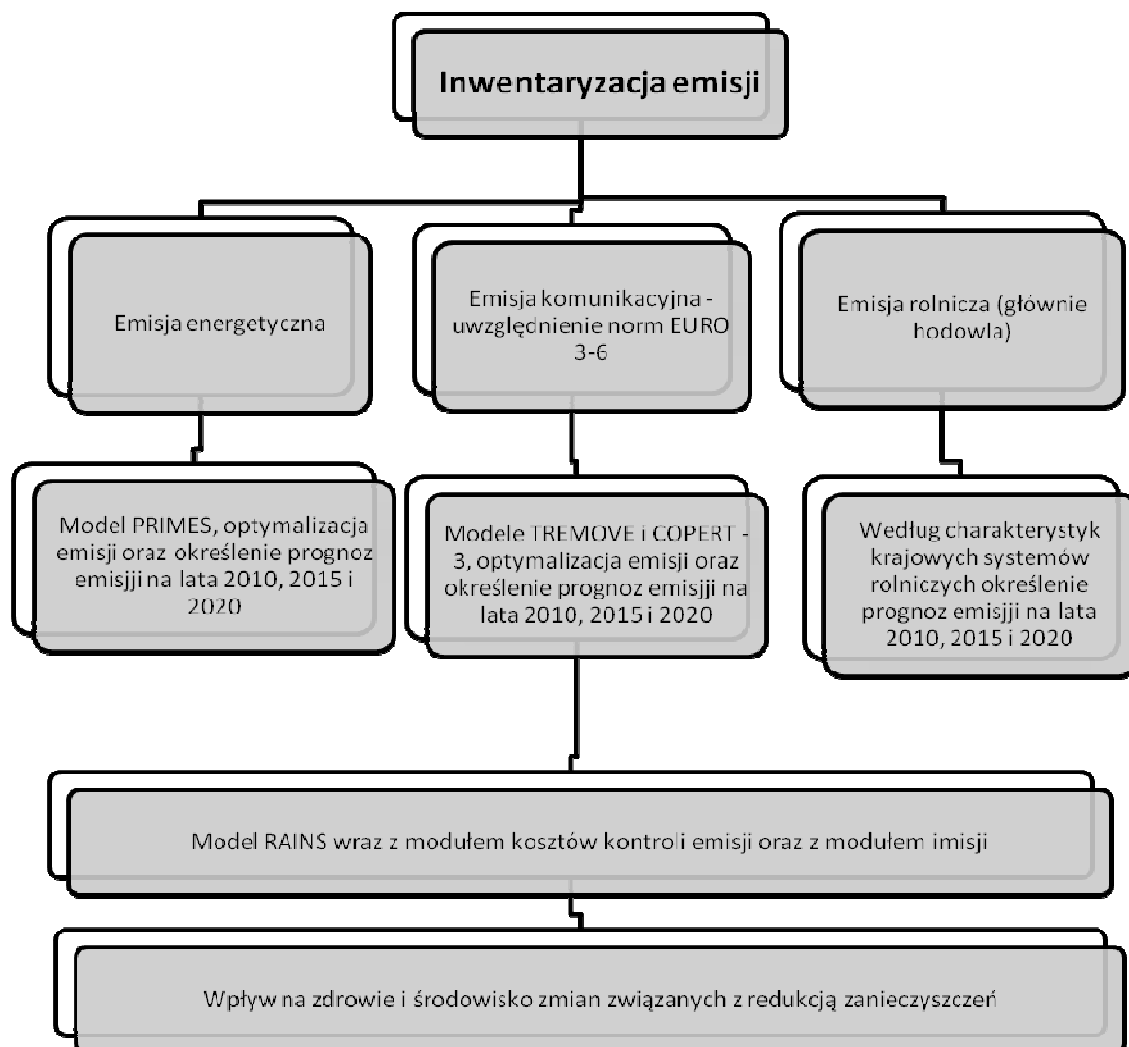 Inwentaryzacja emisji
Emisja energetyczna
Emisja komunikacyjna -
uwzględnienie norm EURO
3-6
Emisja rolnicza (głównie
hodowla)
Model PRIMES, optymalizacja
emisji oraz określenie prognoz
emisjji na lata 2010, 2015 i
2020
Modele TREMOVE i COPERT -
3, optymalizacja emisji oraz
określenie prognoz emisjji na
lata 2010, 2015 i 2020
Według charakterystyk
krajowych systemów
rolniczych określenie
prognoz emisjji na lata
2010, 2015 i 2020
Model RAINS wraz z modułem kosztów kontroli emisji oraz z modułem imisji
Wpływ na zdrowie i środowisko zmian związanych z redukcją zanieczyszczeń